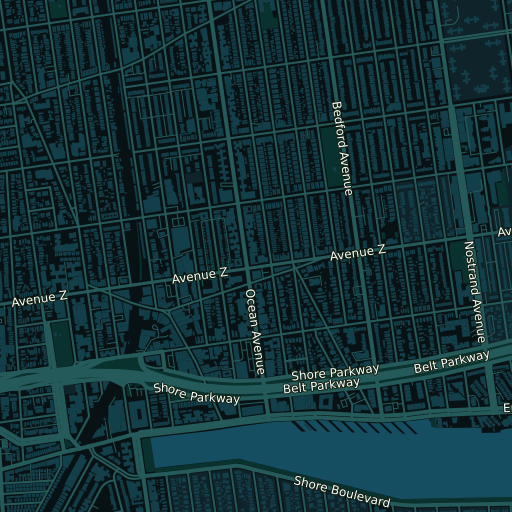 Bedford Avenue
Av
Avenue Z
Avenue Z
Avenue Z
Nostrand Avenue
Ocean Avenue
Shore Parkway
Belt Parkway
Belt Parkway
Shore Parkway
E
Shore Boulevard